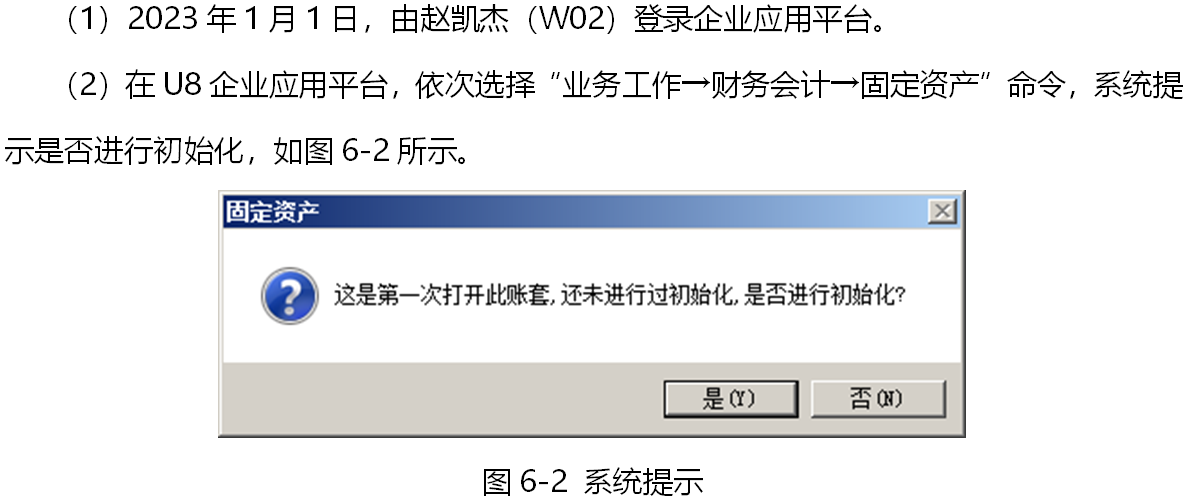 （1）2023 年 1 月 1 日，由赵凯杰（W02）登录企业应用平台。
（2）在 U8 企业应用平台，依次选择“业务工作→财务会计→固定资产”命令，系统提
示是否进行初始化，如图 6-2 所示。
固定资产
这是第一次打开此账套,还未进行过初始化,是否进行初始化?
是(Y)
否(N)
图 6-2 系统提示